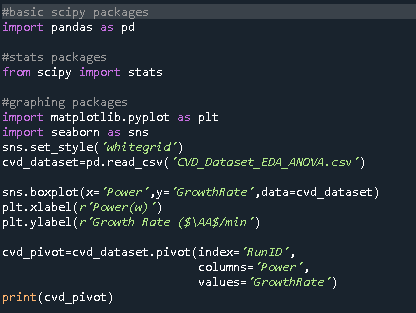 #basic scipy packages
import pandas as pd
#stats packages
from scipy import stats
#graphing packages
import matplotlib.pyplot as plt
import seaborn as sns
sns.set_style('whitegrid')
cvd_dataset=pd.read_csv('CVD_Dataset_EDA_ANOVA.csv')
sns.boxplot(x='Power',y='GrowthRate',data=cvd_dataset)
plt.xlabel(r'Power(w)')
plt.ylabel(r'Growth Rate ($\AA$/min')
cvd_pivot=cvd_dataset.pivot(index='RunID',
columns='Power',
values='GrowthRate')
print(cvd_pivot)